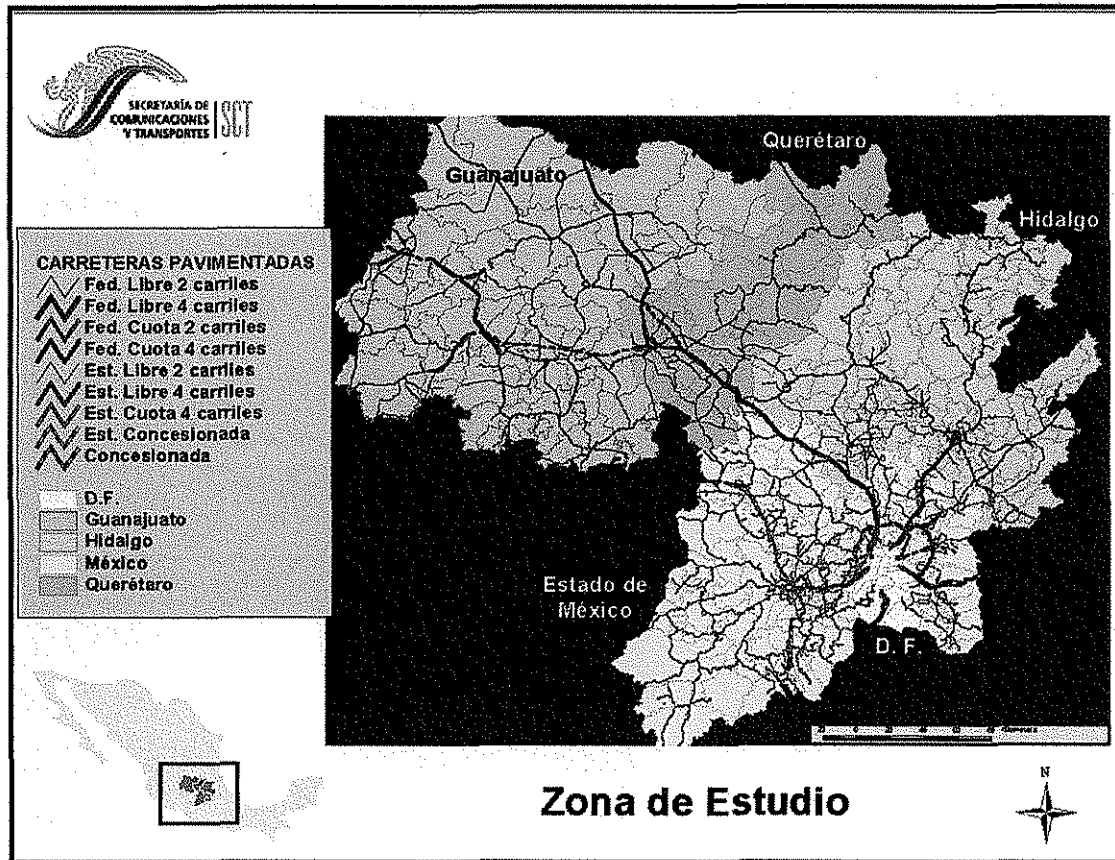 SECRETARÍA DE
COMUNICACIONES
Y TRANSPORTES
SCT
Querétaro
Guanajuato
Hidalgo
CARRETERAS PAVIMENTADAS
Fed. Libre 2 carriles
Fed. Libre 4 carriles
Fed. Cuota 2 carriles
Fed. Cuota 4 carriles
Est. Libre 2 carriles
Est. Libre 4 carriles
Est. Cuota 4 carriles
Est. Concesionada
Concesionada
D.F.
Guanajuato
Hidalgo
México
Querétaro
Estado de
México
D. F.
Zona de Estudio
N